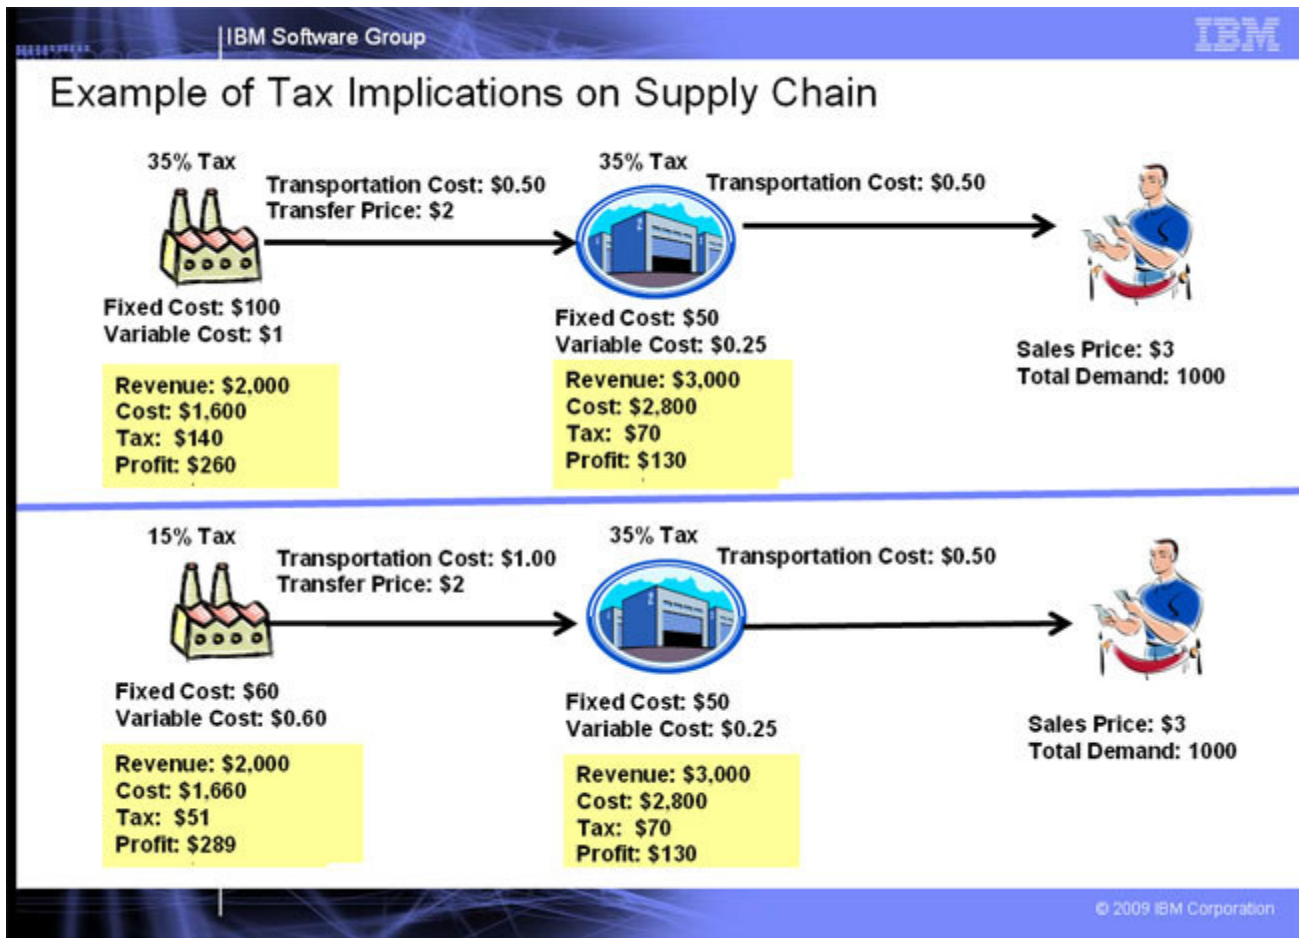 IBM Software Group
IBM
Example of Tax Implications on Supply Chain
35% Tax
Transportation Cost: $0.50
Transfer Price: $2
35% Tax
Transportation Cost: $0.50
Fixed Cost: $100
Variable Cost: $1
Fixed Cost: $50
Variable Cost: $0.25
Sales Price: $3
Total Demand: 1000
Revenue: $2,000
Cost: $1,600
Tax: $140
Profit: $260
Revenue: $3,000
Cost: $2,800
Tax: $70
Profit: $130
15% Tax
Transportation Cost: $1.00
Transfer Price: $2
35% Tax
Transportation Cost: $0.50
Fixed Cost: $60
Variable Cost: $0.60
Fixed Cost: $50
Variable Cost: $0.25
Sales Price: $3
Total Demand: 1000
Revenue: $2,000
Cost: $1,660
Tax: $51
Profit: $289
Revenue: $3,000
Cost: $2,800
Tax: $70
Profit: $130
© 2009 IBM Corporation